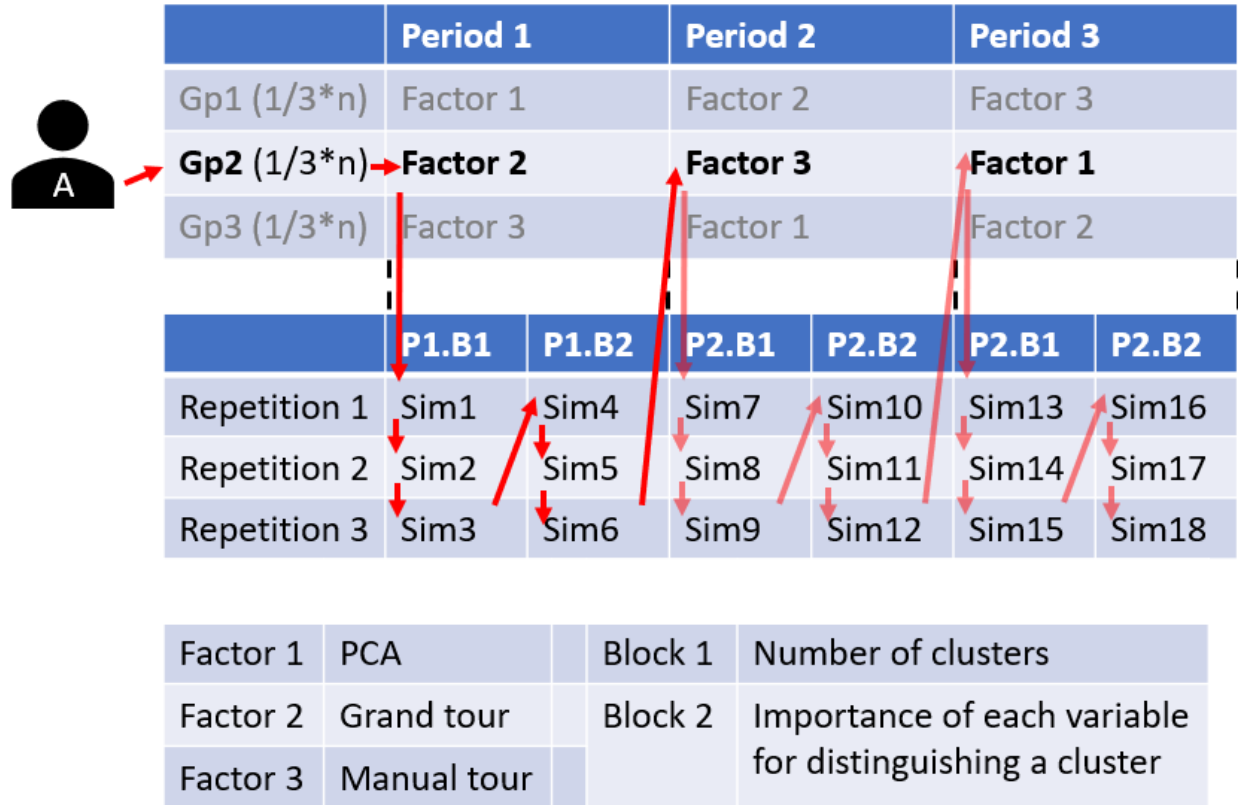 Period 1 Period 2 Period 3
Gp1 (1/3*n) Factor 1 Factor 2 Factor 3
A
Gp2 (1/3*n) Factor 2 Factor 3 Factor 1
Gp3 (1/3*n) Factor 3 Factor 1 Factor 2
P1.B1 P1.B2 P2.B1 P2.B2 P2.B1 P2.B2
Repetition 1 Sim1 Sim4 Sim7 Sim10 Sim13 Sim16
Repetition 2 Sim2 Sim5 Sim8 Sim11 Sim14 Sim17
Repetition 3 Sim3 Sim6 Sim9 Sim12 Sim15 Sim18
Factor 1 PCA Block 1 Number of clusters
Factor 2 Grand tour Block 2 Importance of each variable
for distinguishing a cluster
Factor 3 Manual tour